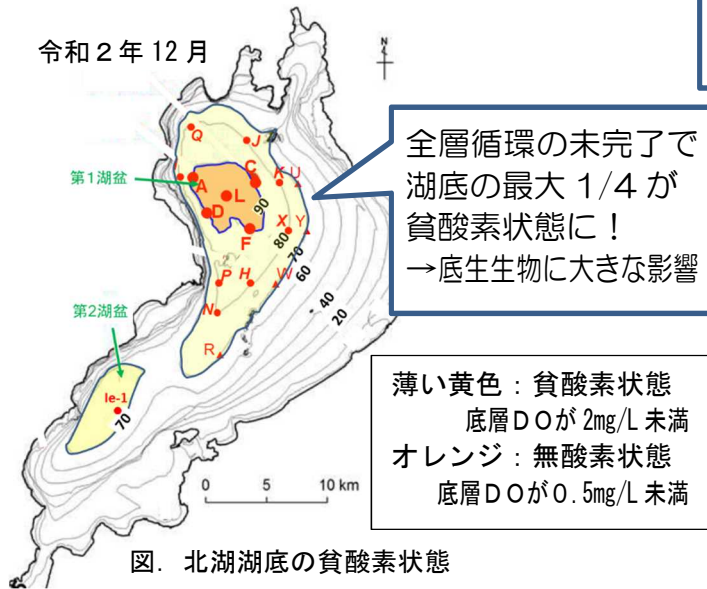 令和２年 12 月
N
Q
J
第1湖盆
A
C
K
U
L
D
90
F
X
Y
80
70
W
60
P
H
N
40
20
R
第2湖盆
Ie-1
70
0 5 10 km
全層循環の未完了で
湖底の最大 1/4 が
貧酸素状態に！
→底生生物に大きな影響
薄い黄色：貧酸素状態
底層ＤＯが 2mg/L 未満
オレンジ：無酸素状態
底層ＤＯが０.５mg/L 未満
図．北湖湖底の貧酸素状態